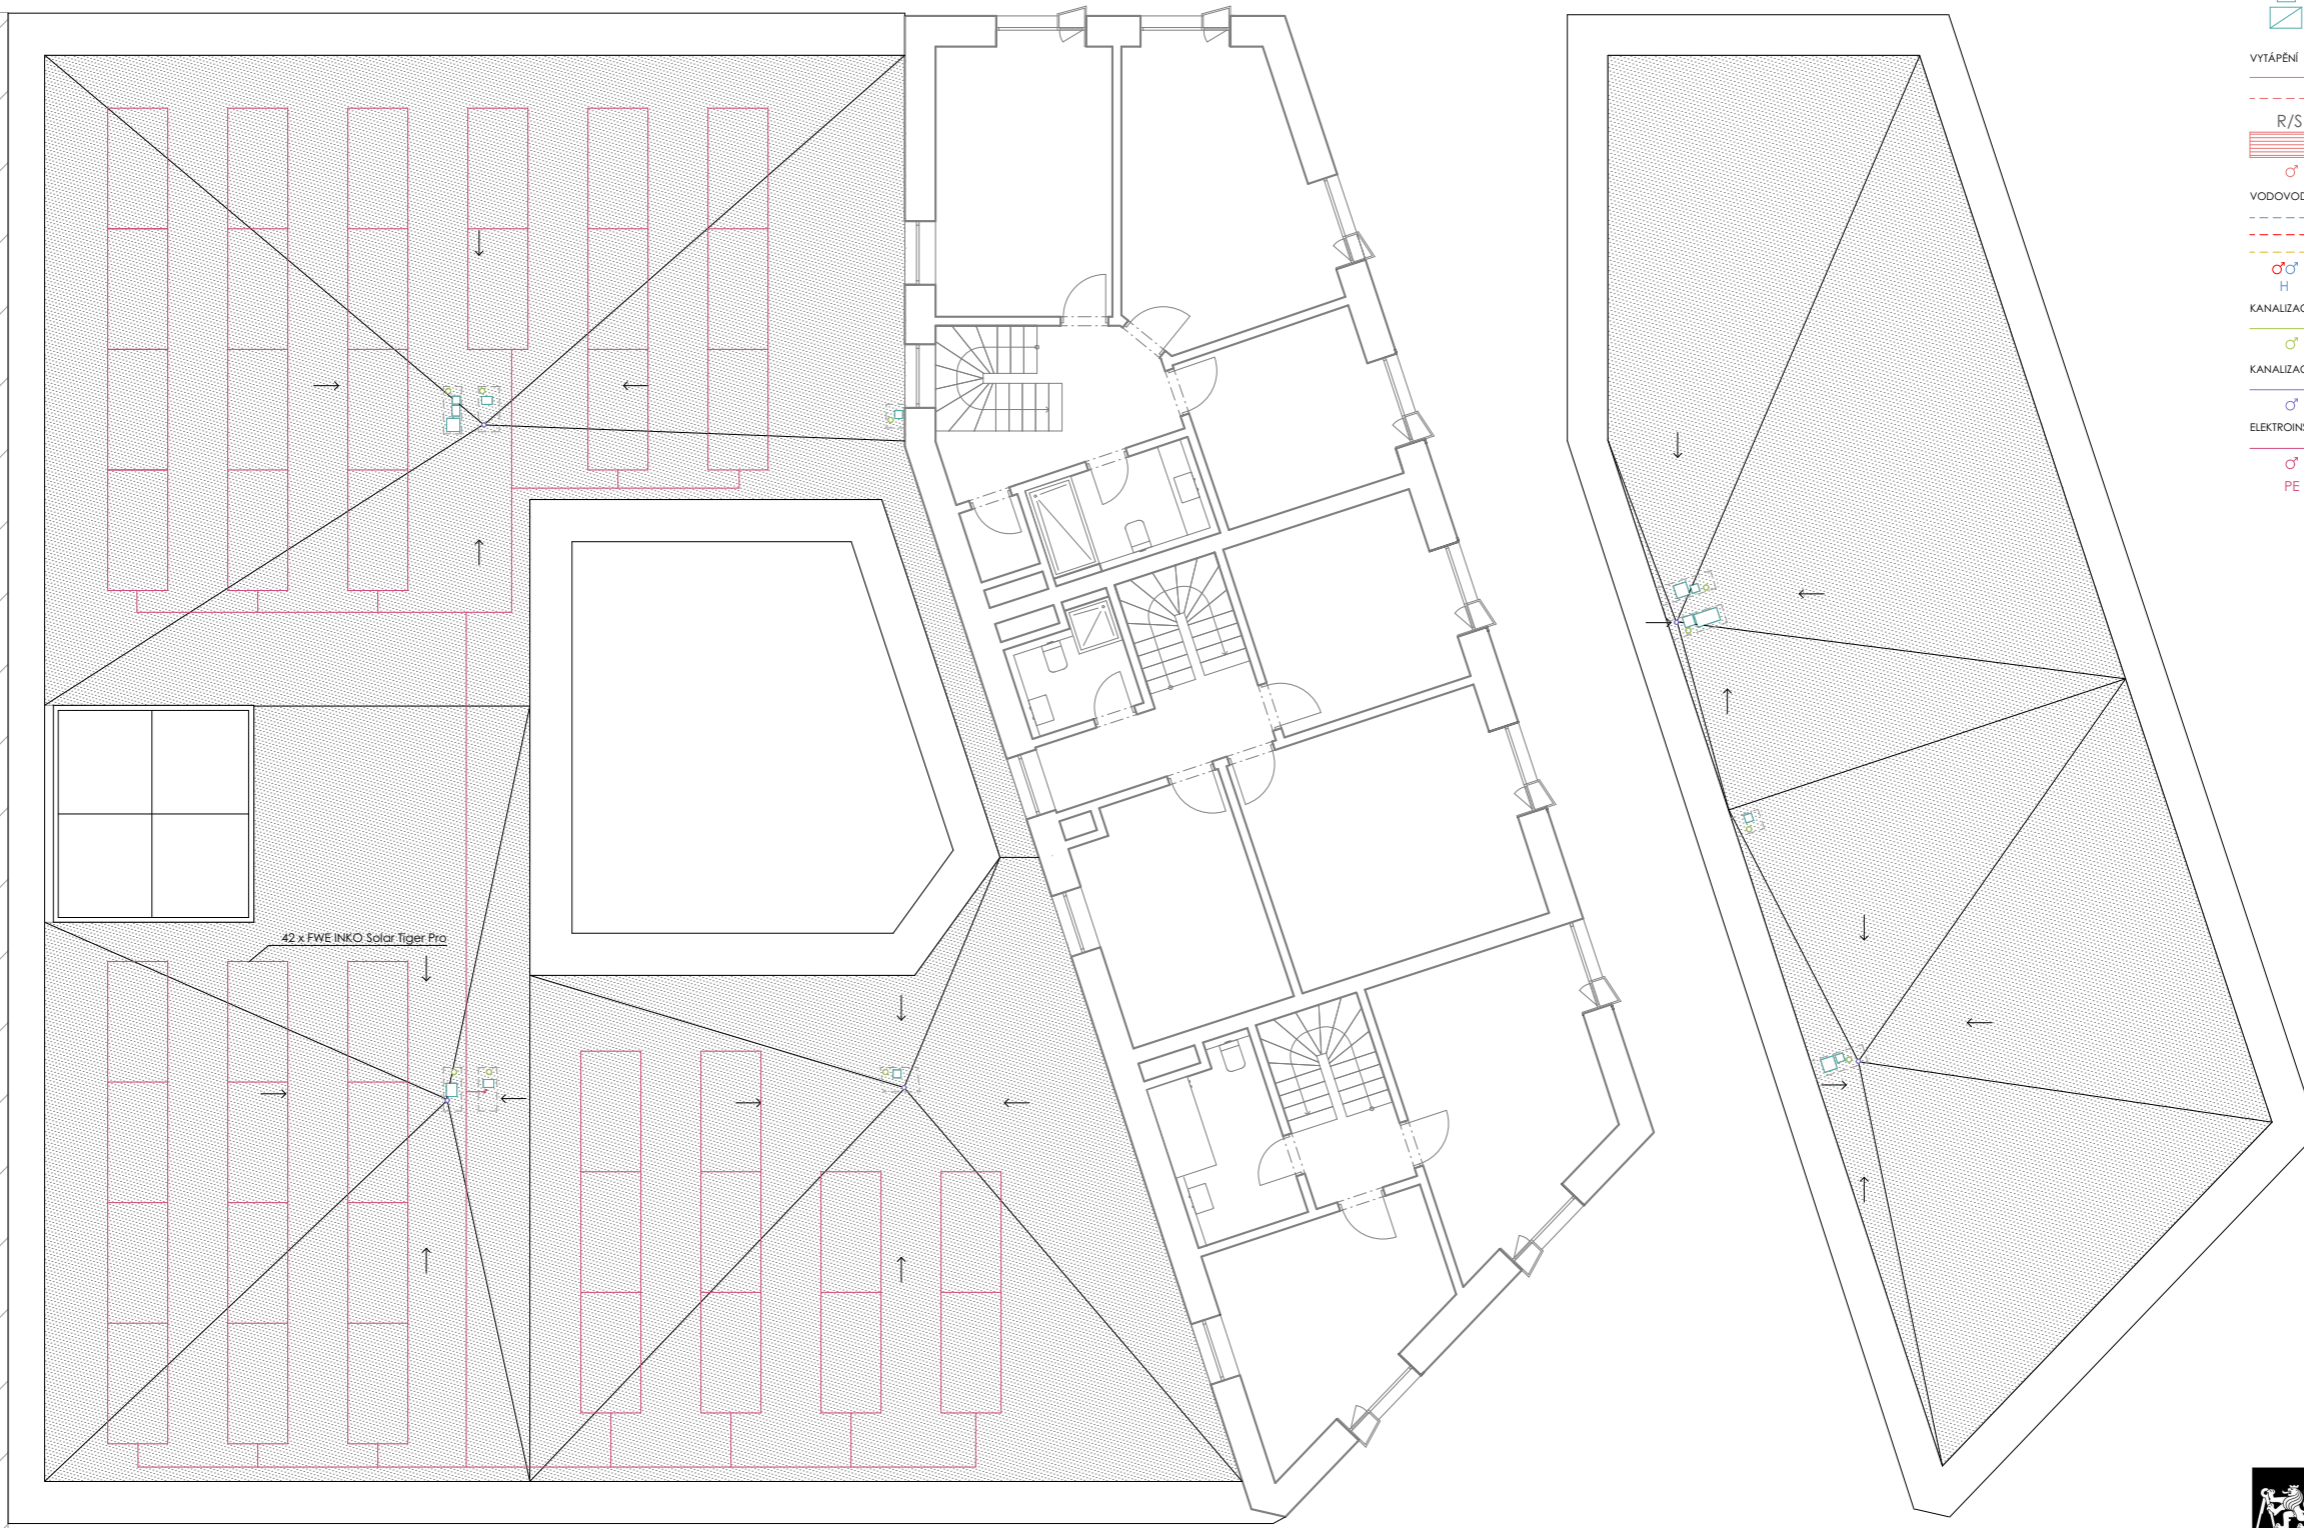 VYTÁPĚNÍ
R/S
VODOVOD
H
KANALIZAC
KANALIZAC
ELEKTROINS
PE
42 x FWE INKO Solar Tiger Pro